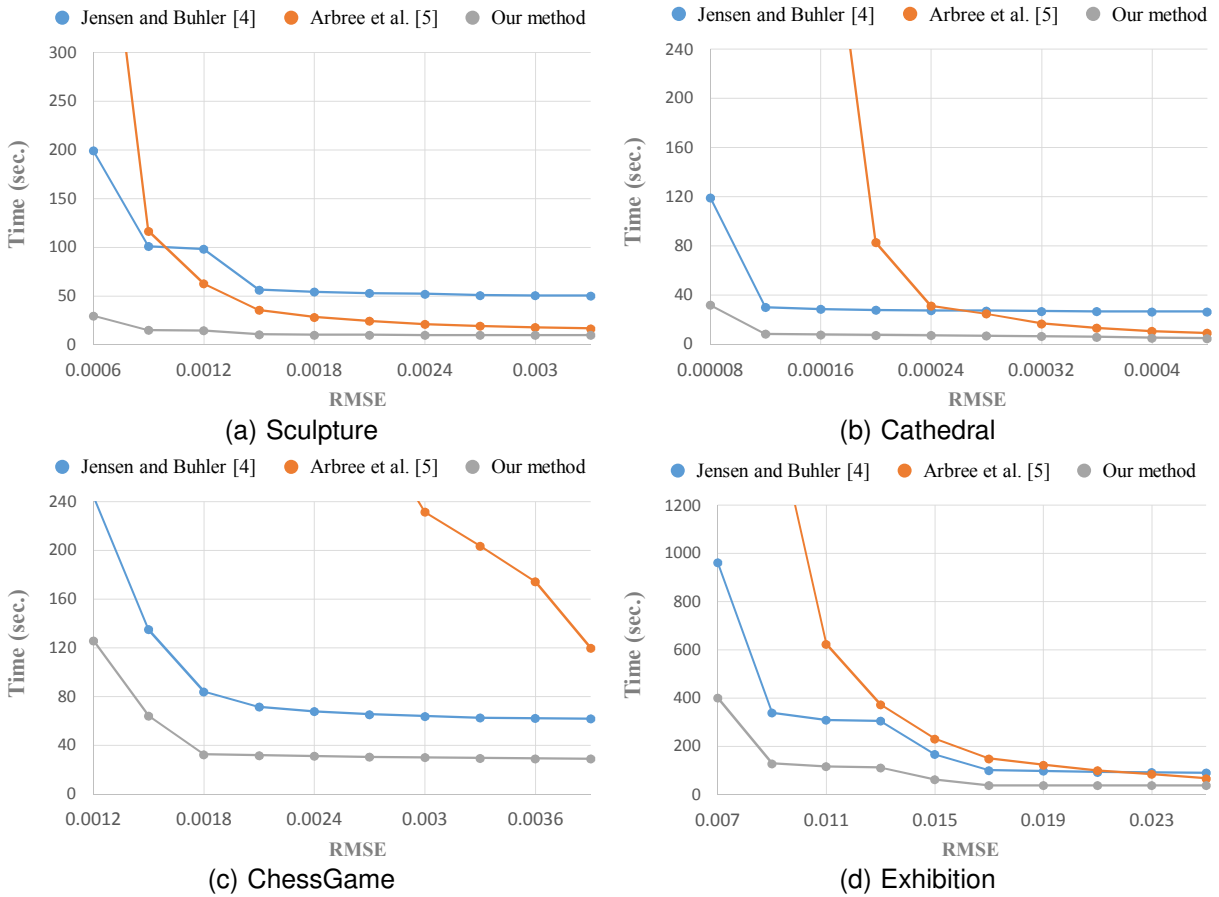 Jensen and Buhler [4] Arbree et al. [5] Our method
300
250
200
150
100
50
0
Time (sec.)
0.0006 0.0012 0.0018 0.0024 0.003
RMSE
(a) Sculpture
Jensen and Buhler [4] Arbree et al. [5] Our method
240
200
160
120
80
40
0
Time (sec.)
0.00008 0.00016 0.00024 0.00032 0.0004
RMSE
(b) Cathedral
Jensen and Buhler [4] Arbree et al. [5] Our method
240
200
160
120
80
40
0
Time (sec.)
0.0012 0.0018 0.0024 0.003 0.0036
RMSE
(c) ChessGame
Jensen and Buhler [4] Arbree et al. [5] Our method
1200
1000
800
600
400
200
0
Time (sec.)
0.007 0.011 0.015 0.019 0.023
RMSE
(d) Exhibition